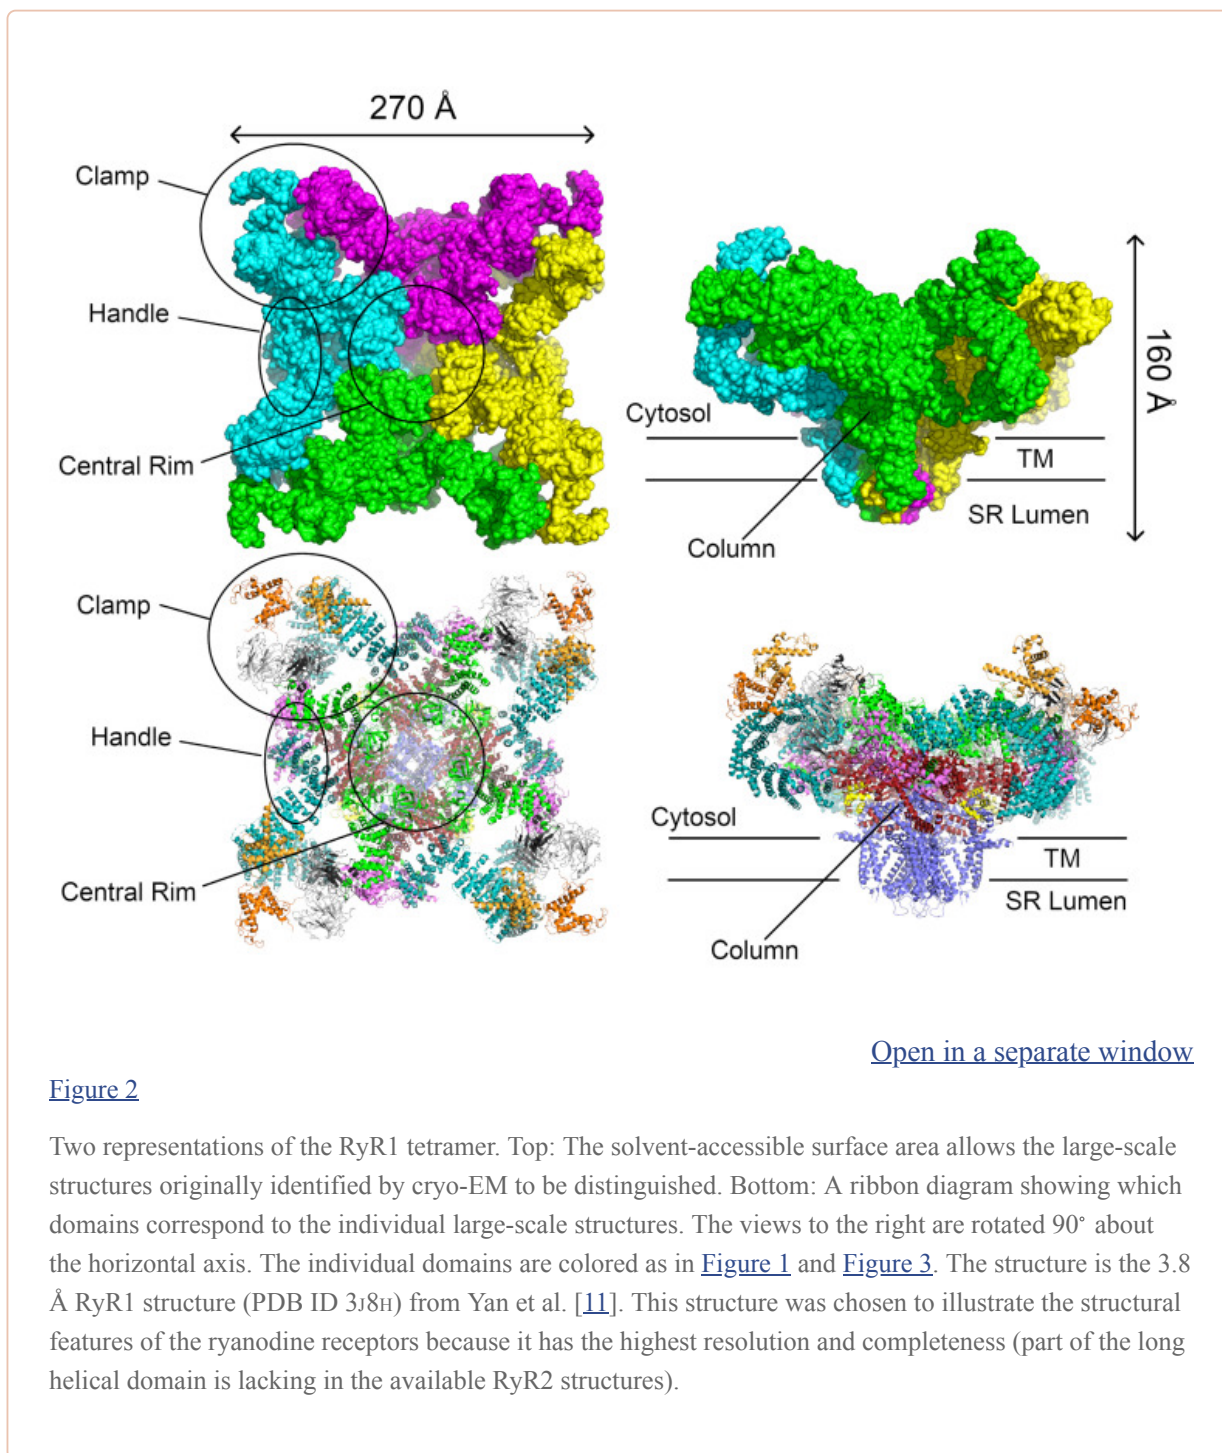 270 Å
Clamp
Handle
Central Rim
160 Å
Cytosol
TM
SR Lumen
Column
Clamp
Handle
Central Rim
Cytosol
TM
SR Lumen
Column
Open in a separate window
Figure 2
Two representations of the RyR1 tetramer. Top: The solvent-accessible surface area allows the large-scale
structures originally identified by cryo-EM to be distinguished. Bottom: A ribbon diagram showing which
domains correspond to the individual large-scale structures. The views to the right are rotated 90° about
the horizontal axis. The individual domains are colored as in Figure 1 and Figure 3. The structure is the 3.8
Å RyR1 structure (PDB ID 3J8H) from Yan et al. [11]. This structure was chosen to illustrate the structural
features of the ryanodine receptors because it has the highest resolution and completeness (part of the long
helical domain is lacking in the available RyR2 structures).